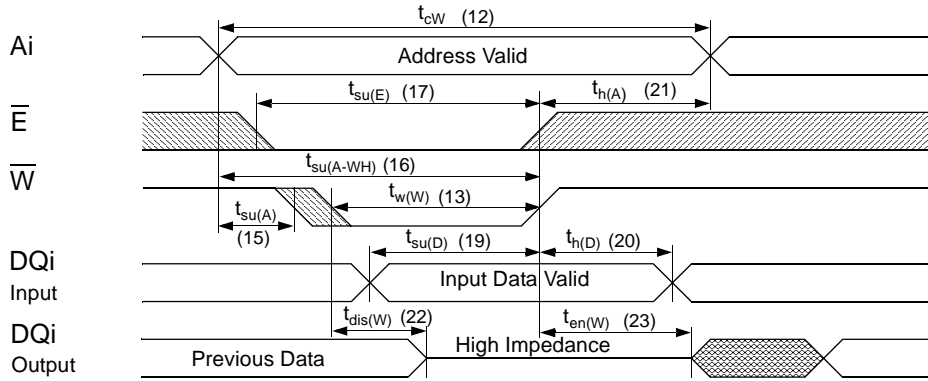 t_cW (12)
Ai
Address Valid
t_su(E) (17)
t_h(A) (21)
E̅
t_su(A-WH) (16)
W̅
t_w(W) (13)
t_su(A)
(15)
t_su(D) (19)
t_h(D) (20)
DQi
Input
Input Data Valid
t_dis(W) (22)
t_en(W) (23)
DQi
Output
Previous Data
High Impedance